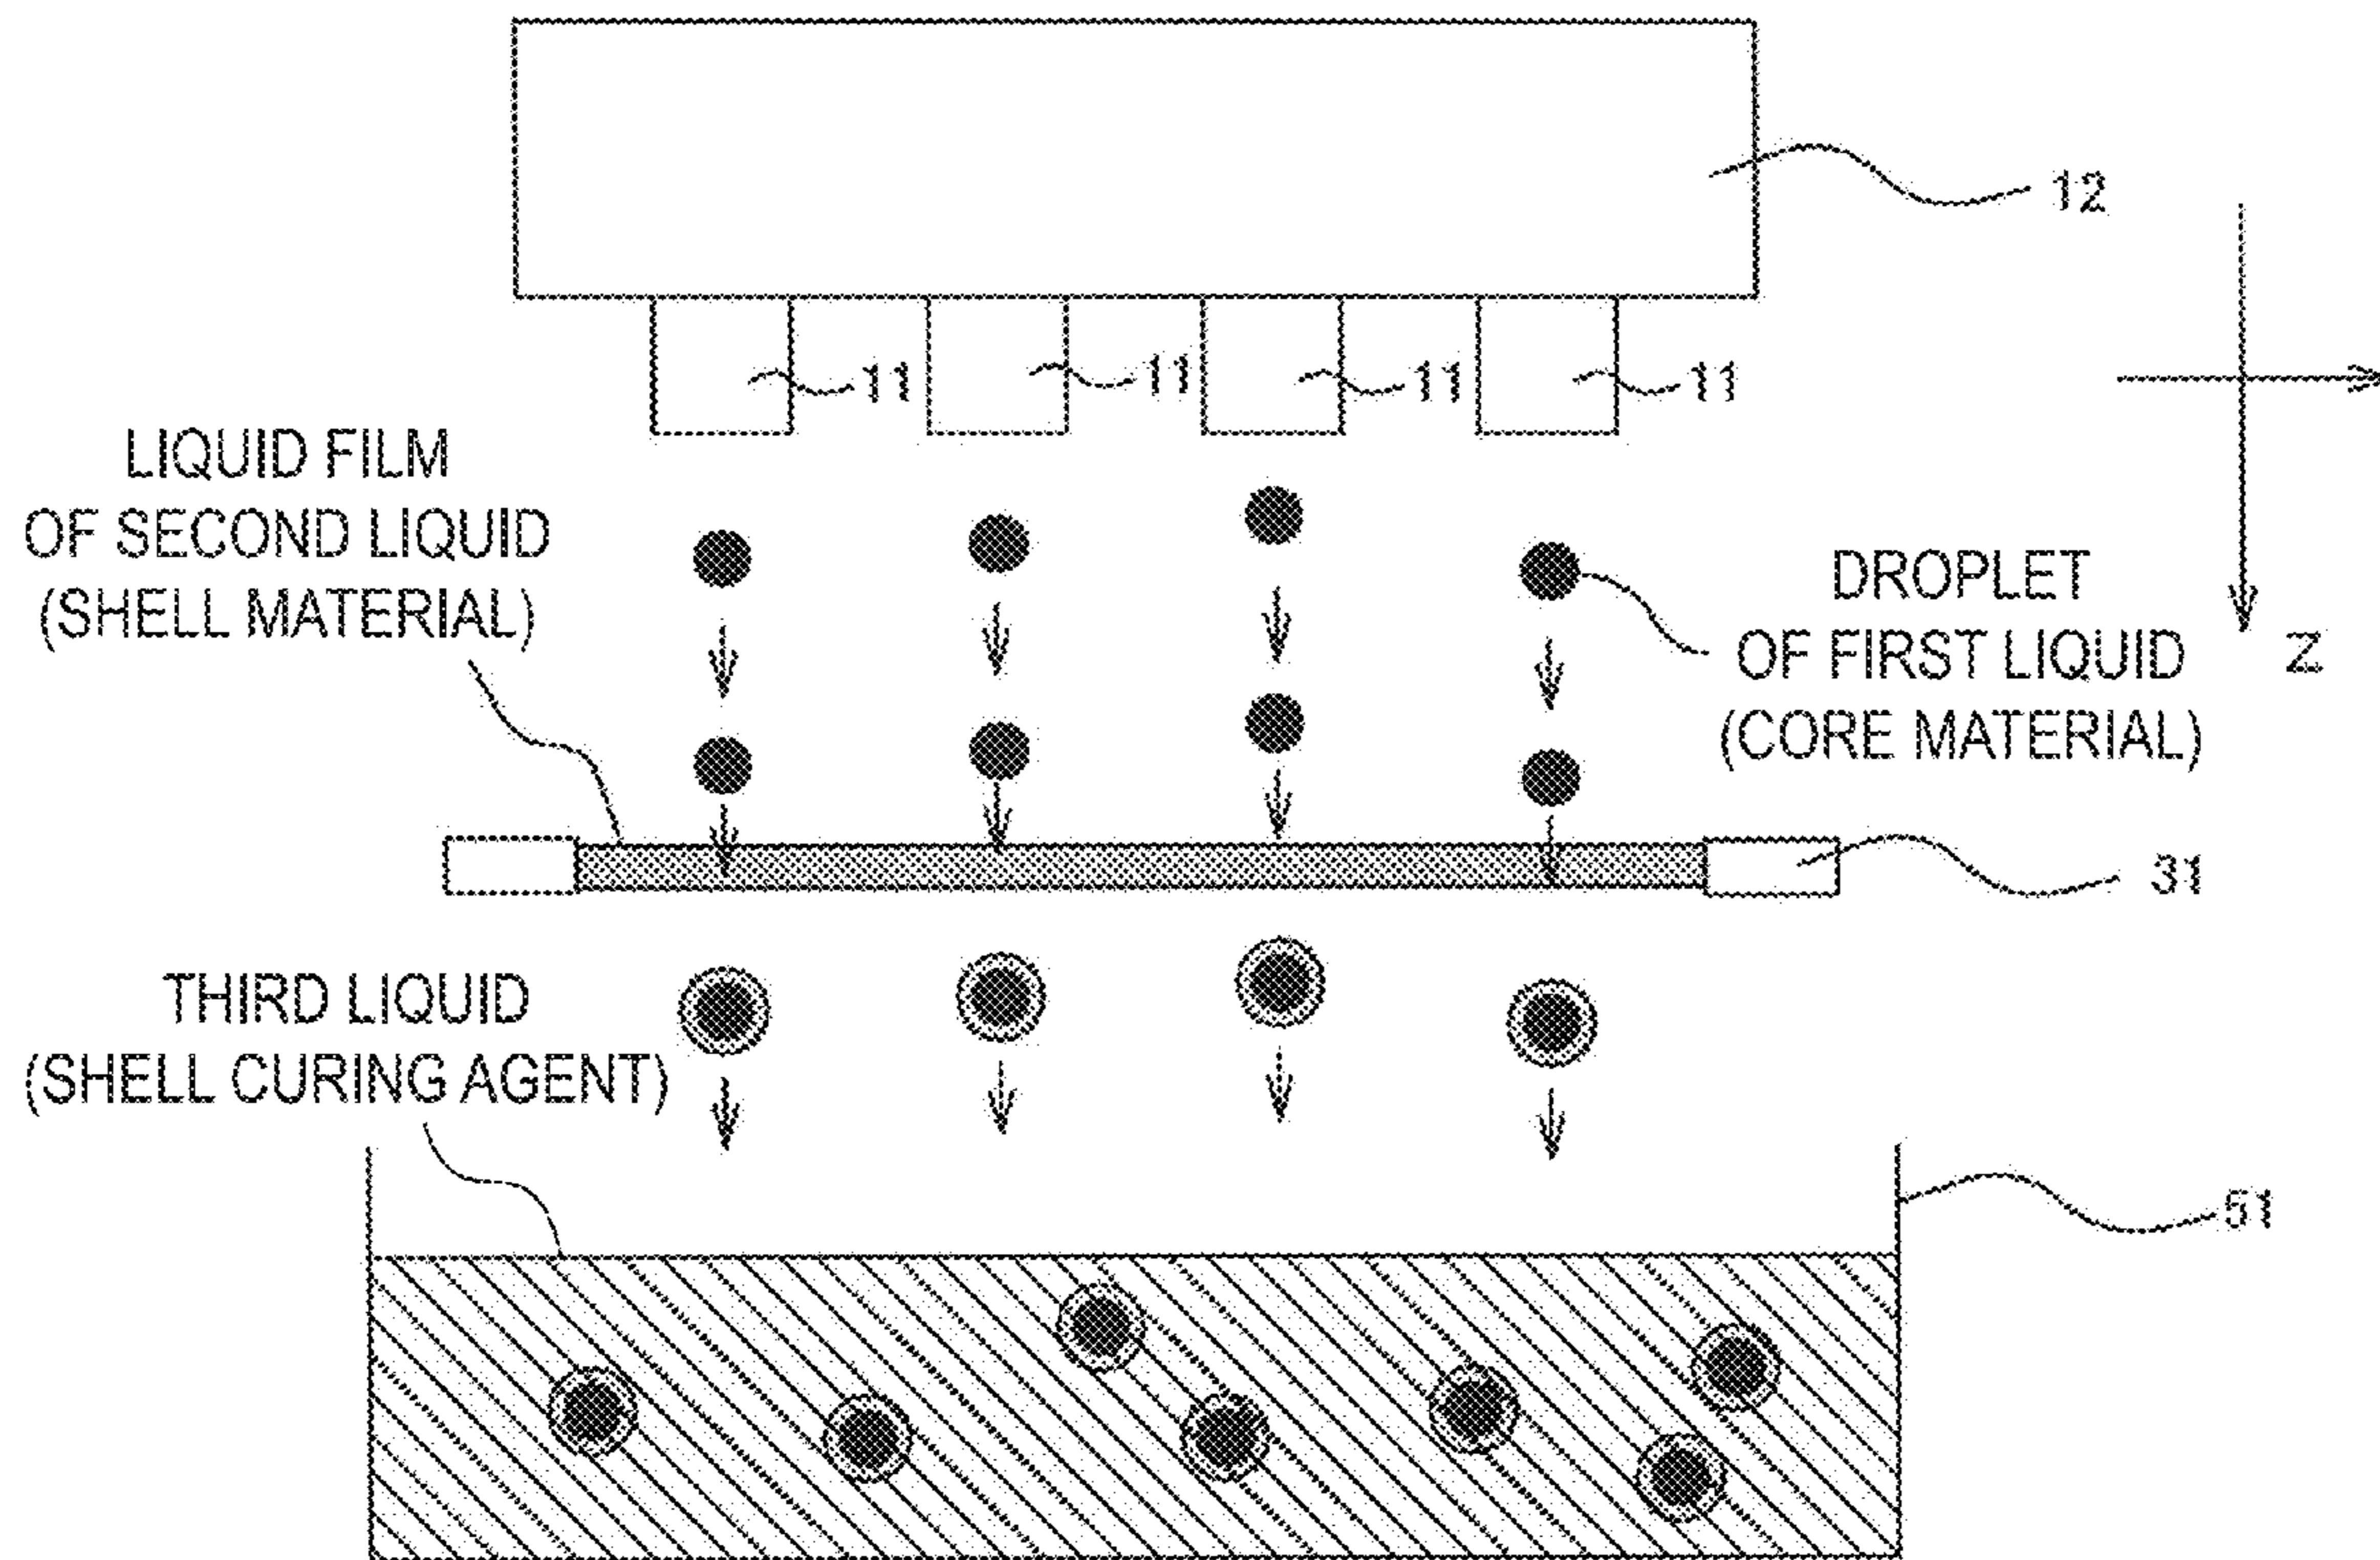 12
11
11
11
11
LIQUID FILM
OF SECOND LIQUID
(SHELL MATERIAL)
DROPLET
OF FIRST LIQUID
(CORE MATERIAL)
Z
31
THIRD LIQUID
(SHELL CURING AGENT)
51